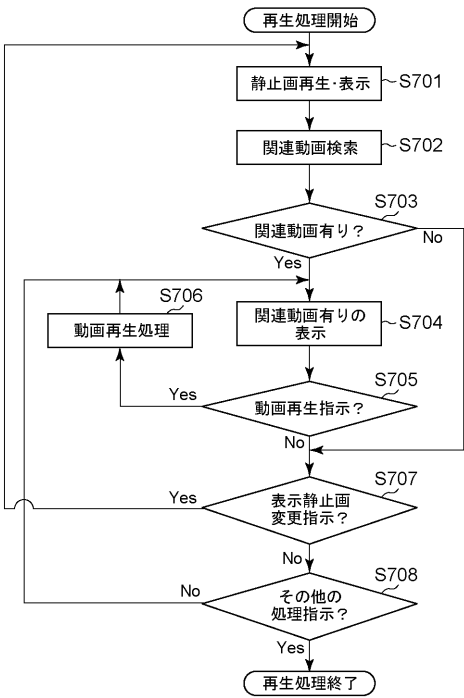 再生処理開始
静止画再生・表示
S701
関連動画検索
S702
S703
関連動画有り？
No
Yes
S706
動画再生処理
関連動画有りの
表示
S704
S705
Yes
動画再生指示？
No
S707
Yes
表示静止画
変更指示？
No
S708
No
その他の
処理指示？
Yes
再生処理終了